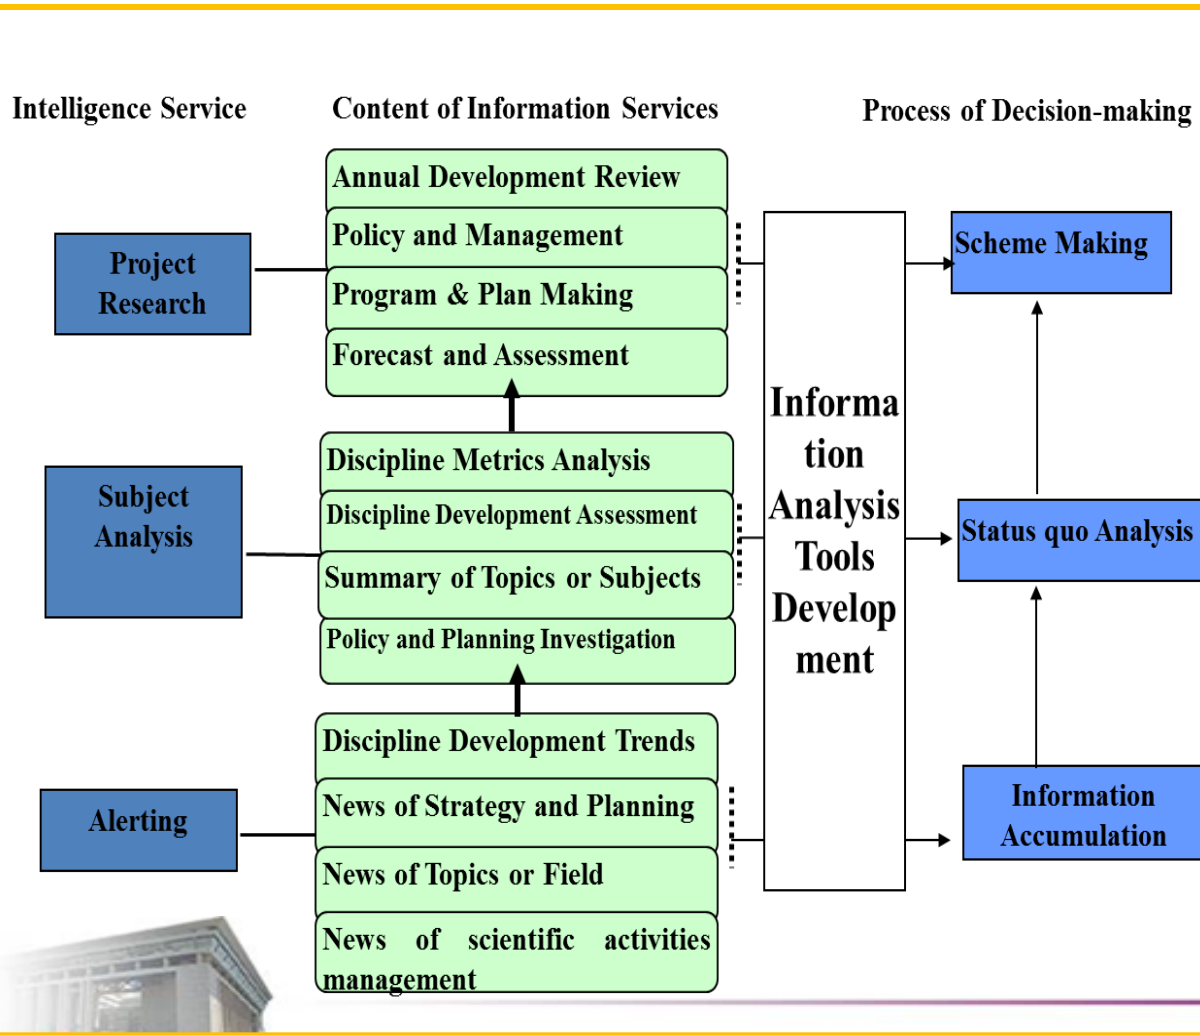 Intelligence Service
Content of Information Services
Process of Decision-making
Project
Research
Annual Development Review
Policy and Management
Program & Plan Making
Forecast and Assessment
Scheme Making
Subject
Analysis
Discipline Metrics Analysis
Discipline Development Assessment
Summary of Topics or Subjects
Policy and Planning Investigation
Informa
tion
Analysis
Tools
Develop
ment
Status quo Analysis
Alerting
Discipline Development Trends
News of Strategy and Planning
News of Topics or Field
News of scientific activities
management
Information
Accumulation